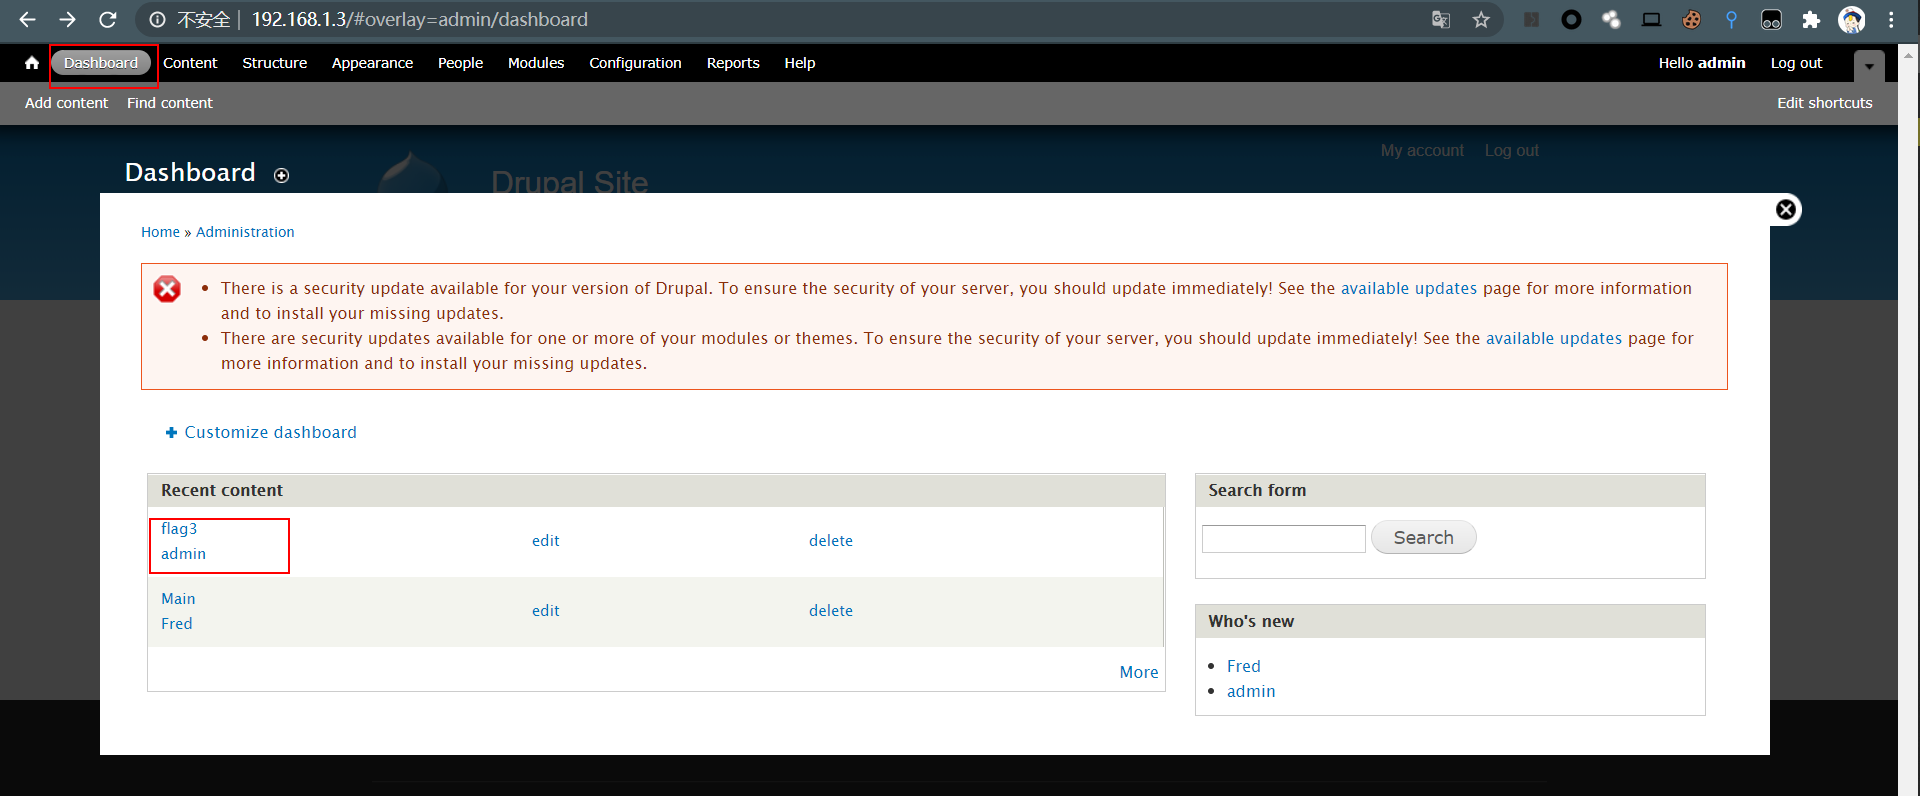 不安全 | 192.168.1.3/#overlay=admin/dashboard
Dashboard Content Structure Appearance People Modules Configuration Reports Help Hello admin Log out
Add content Find content Edit shortcuts
My account Log out
Dashboard
Drupal Site
Home » Administration
• There is a security update available for your version of Drupal. To ensure the security of your server, you should update immediately! See the available updates page for more information
and to install your missing updates.
• There are security updates available for one or more of your modules or themes. To ensure the security of your server, you should update immediately! See the available updates page for
more information and to install your missing updates.
Customize dashboard
Recent content
flag3
admin
edit
delete
Main
Fred
edit
delete
More
Search form
Search
Who's new
• Fred
• admin